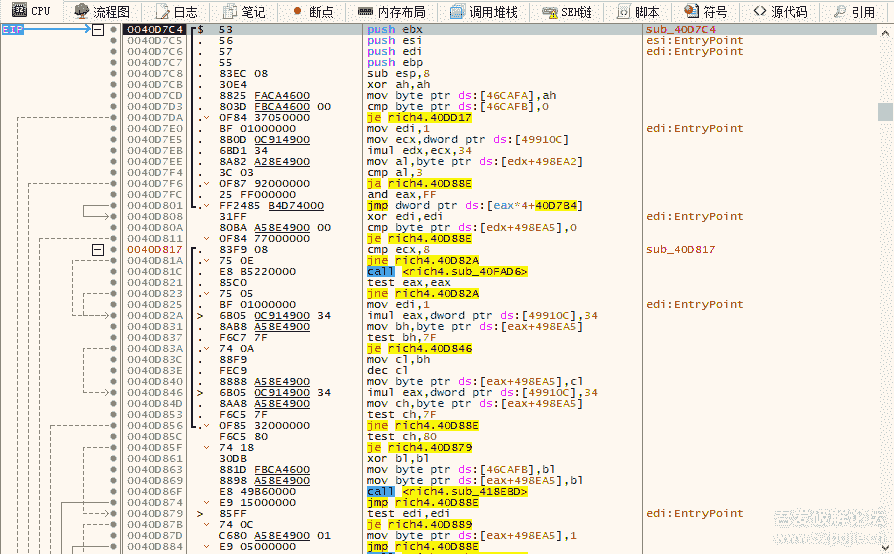 CPU 流程图 日志 笔记 断点 内存布局 调用堆栈 SEH链 脚本 符号 源代码 引用
EIP 0040D7C4 $ 53 push ebx sub_40D7C4
0040D7C5 . 56 push esi esi:EntryPoint
0040D7C6 . 57 push edi edi:EntryPoint
0040D7C7 . 55 push ebp
0040D7C8 . 83EC 08 sub esp,8
0040D7CB . 30E4 xor ah,ah
0040D7CD . 8825 FACA4600 mov byte ptr ds:[46CAFA],ah
0040D7D3 . 803D FBCA4600 00 cmp byte ptr ds:[46CAFB],0
0040D7DA . 0F84 37050000 je rich4.40DD17
0040D7E0 . BF 01000000 mov edi,1 edi:EntryPoint
0040D7E5 . 8B0D 0C914900 mov ecx,dword ptr ds:[49910C]
0040D7EB . 6BD1 34 imul edx,ecx,34
0040D7EE . 8A82 A28E4900 mov al,byte ptr ds:[edx+498EA2]
0040D7F4 . 3C 03 cmp al,3
0040D7F6 . 0F87 92000000 ja rich4.40D88E
0040D7FC . 25 FF000000 and eax,FF
0040D801 . FF2485 B4D74000 jmp dword ptr ds:[eax*4+40D7B4]
0040D808 31FF xor edi,edi edi:EntryPoint
0040D80A 80BA A58E4900 00 cmp byte ptr ds:[edx+498EA5],0
0040D811 0F84 77000000 je rich4.40D88E
0040D817 . 83F9 08 cmp ecx,8 sub_40D817
0040D81A . 75 0E jne rich4.40D82A
0040D81C . E8 B5220000 call <rich4.sub_40FAD6>
0040D821 . 85C0 test eax,eax
0040D823 . 75 05 jne rich4.40D82A
0040D825 . BF 01000000 mov edi,1 edi:EntryPoint
0040D82A > 6B05 0C914900 34 imul eax,dword ptr ds:[49910C],34
0040D831 . 8AB8 A58E4900 mov bh,byte ptr ds:[eax+498EA5]
0040D837 . F6C7 7F test bh,7F
0040D83A . 74 0A je rich4.40D846
0040D83C . 88F9 mov cl,bh
0040D83E . FEC9 dec cl
0040D840 . 8888 A58E4900 mov byte ptr ds:[eax+498EA5],cl
0040D846 > 6B05 0C914900 34 imul eax,dword ptr ds:[49910C],34
0040D84D . 8AA8 A58E4900 mov ch,byte ptr ds:[eax+498EA5]
0040D853 . F6C5 7F test ch,7F
0040D856 . 0F85 32000000 jne rich4.40D88E
0040D85C F6C5 80 test ch,80
0040D85F 74 18 je rich4.40D879
0040D861 30DB xor bl,bl
0040D863 881D FBCA4600 mov byte ptr ds:[46CAFB],bl
0040D869 8898 A58E4900 mov byte ptr ds:[eax+498EA5],bl
0040D86F E8 49B60000 call <rich4.sub_418EBD>
0040D874 E9 15000000 jmp rich4.40D88E
0040D879 > 85FF test edi,edi edi:EntryPoint
0040D87B 74 0C je rich4.40D889
0040D87D C680 A58E4900 01 mov byte ptr ds:[eax+498EA5],1
0040D884 E9 05000000 jmp rich4.40D88E
吾爱破解论坛
www.52pojie.cn